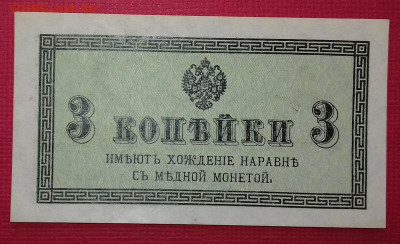 3 КОПѢЙКИ 3
ИМѢЮТЪ ХОЖДЕНІЕ НАРАВНѢ
СЪ МѢДНОЙ МОНЕТОЙ.